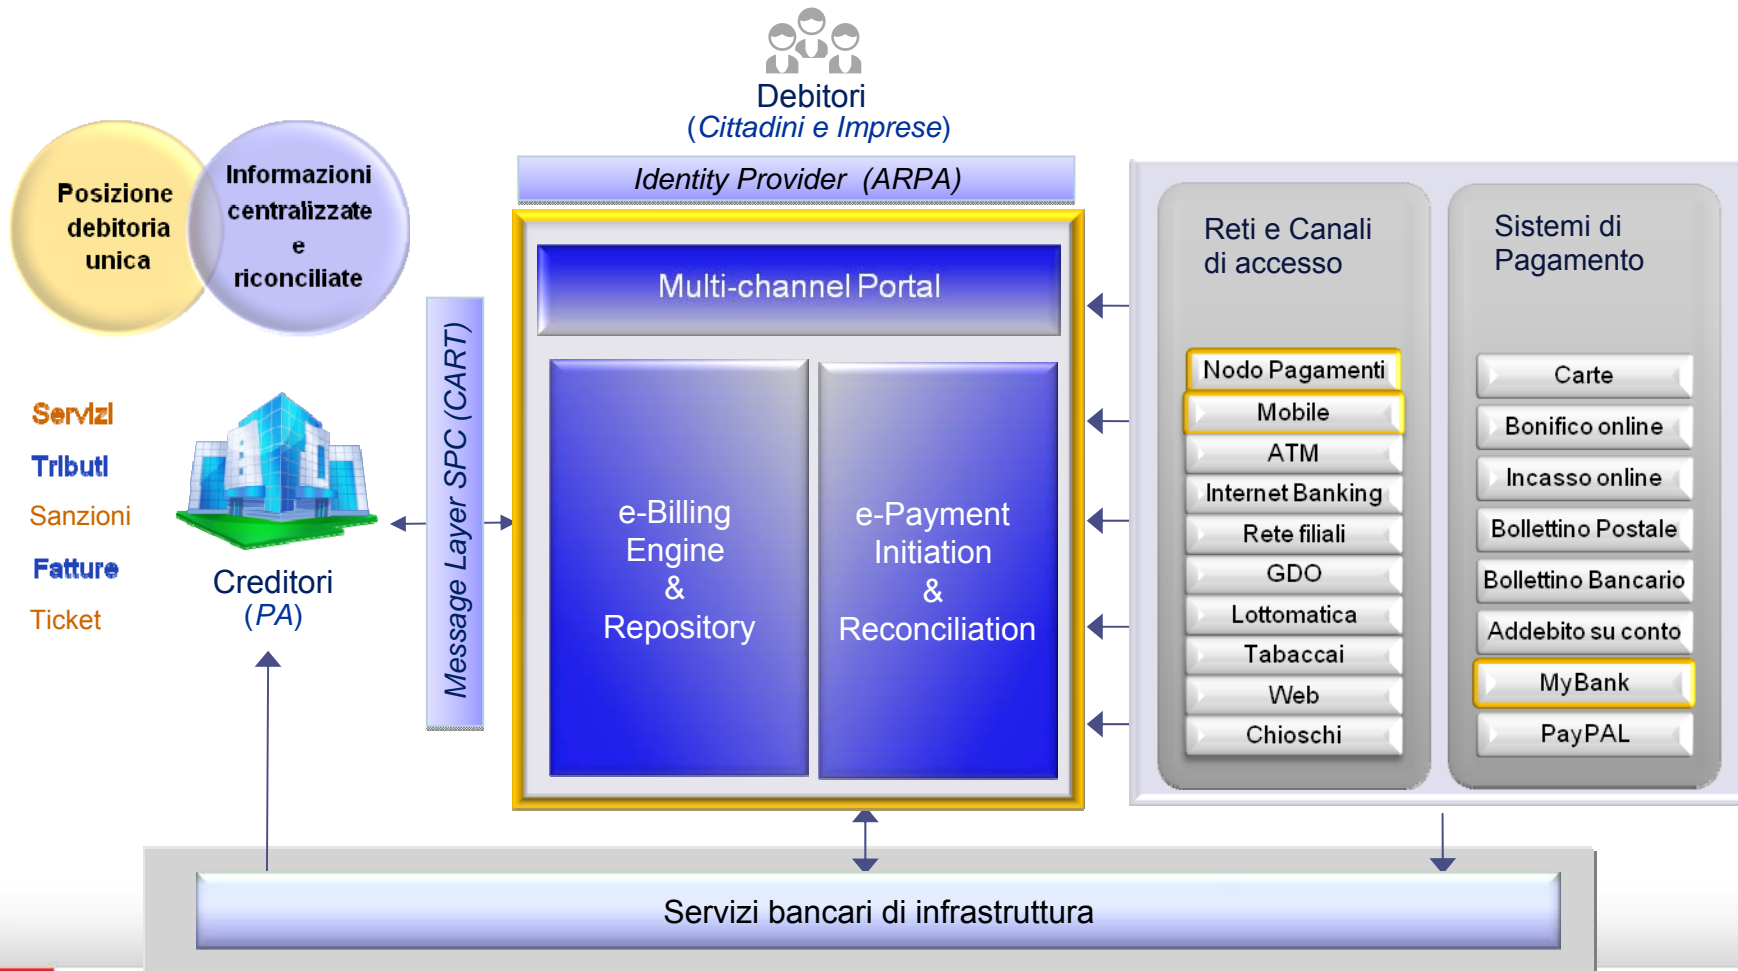 Debitori
(Cittadini e Imprese)
Identity Provider (ARPA)
Posizione
debitoria
unica
Informazioni
centralizzate
e
riconciliate
Servizi
Tributi
Sanzioni
Fatture
Ticket
Creditori
(PA)
Message Layer SPC (CART)
Multi-channel Portal
e-Billing
Engine
&
Repository
e-Payment
Initiation
&
Reconciliation
Reti e Canali
di accesso
Nodo Pagamenti
Mobile
ATM
Internet Banking
Rete filiali
GDO
Lottomatica
Tabaccai
Web
Chioschi
Sistemi di
Pagamento
Carte
Bonifico online
Incasso online
Bollettino Postale
Bollettino Bancario
Addebito su conto
MyBank
PayPAL
Servizi bancari di infrastruttura